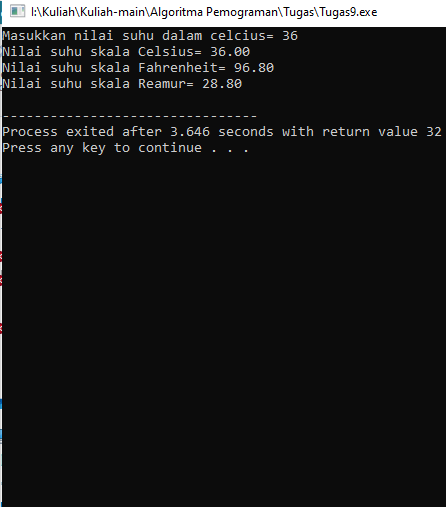 I:\Kuliah\Kuliah-main\Algoritma Pemograman\Tugas\Tugas9.exe
Masukkan nilai suhu dalam celcius= 36
Nilai suhu skala Celsius= 36.00
Nilai suhu skala Fahrenheit= 96.80
Nilai suhu skala Reamur= 28.80
--------------------------------
Process exited after 3.646 seconds with return value 32
Press any key to continue . . .